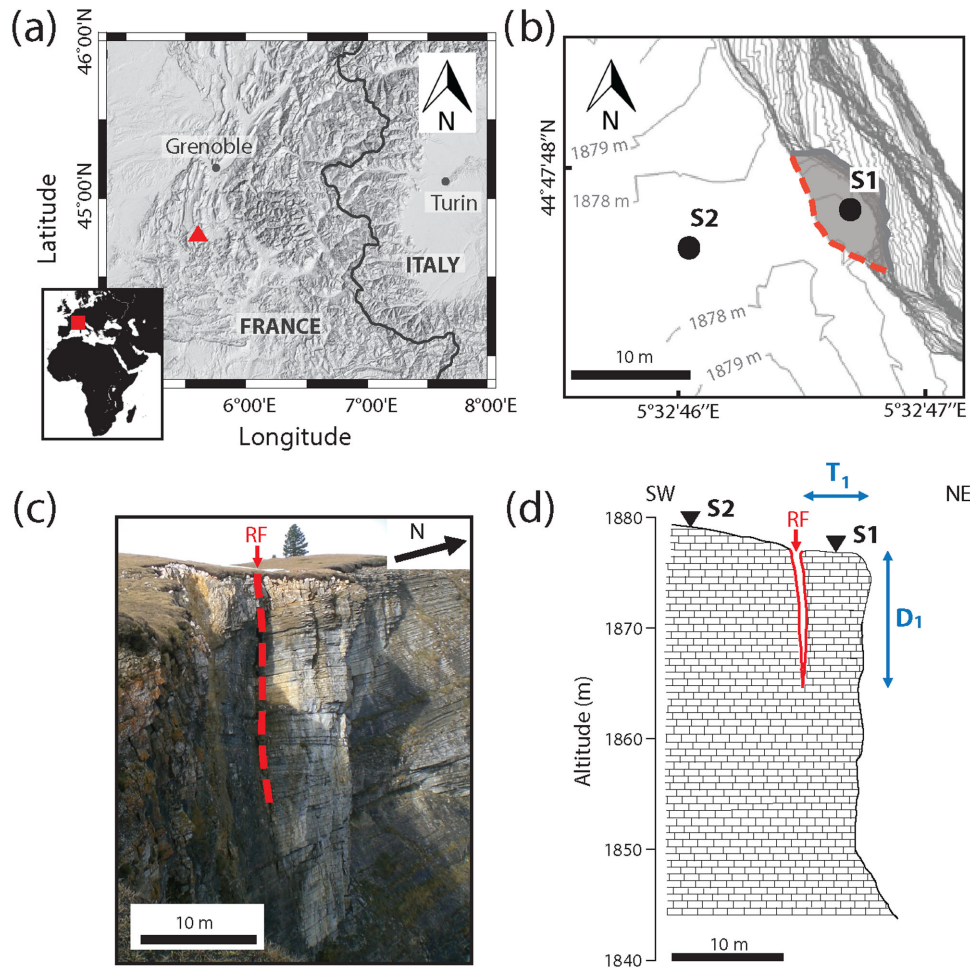 (a)
46°00'N
45°00'N
Latitude
Grenoble
N
Turin
ITALY
FRANCE
6°00'E
7°00'E
8°00'E
Longitude
(b)
N
44°47'48"N
1879 m
1878 m
S1
S2
1878 m
1879 m
10 m
5°32'46"E
5°32'47"E
(c)
RF
N
10 m
(d)
SW
T1
NE
S2
RF
S1
D1
1880
1870
1860
1850
1840
Altitude (m)
10 m